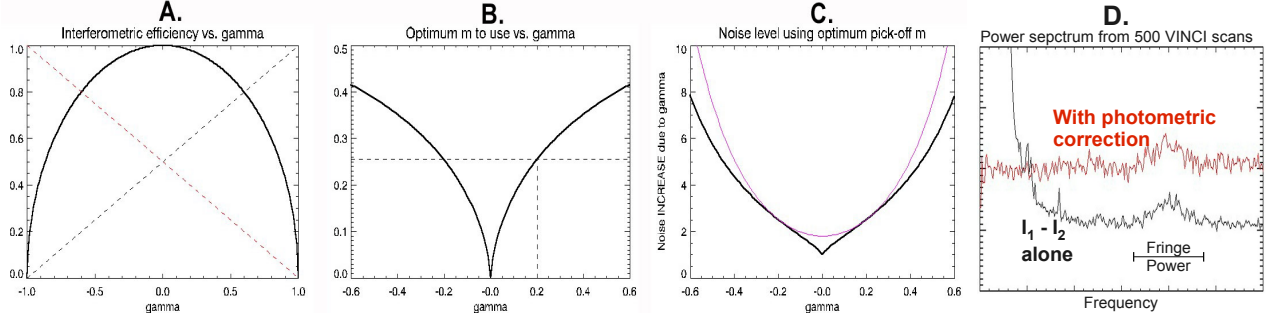 A.
Interferometric efficiency vs. gamma
1.0
0.8
0.6
0.4
0.2
0.0
-1.0 -0.5 0.0 0.5 1.0
gamma
B.
Optimum m to use vs. gamma
0.5
0.4
0.3
0.2
0.1
0.0
-0.6 -0.4 -0.2 -0.0 0.2 0.4 0.6
gamma
C.
Noise level using optimum pick-off m
Noise INCREASE due to gamma
10
8
6
4
2
0
-0.6 -0.4 -0.2 -0.0 0.2 0.4 0.6
gamma
D.
Power sepctrum from 500 VINCI scans
With photometric
correction
I1 - I2
alone
Fringe
Power
Frequency